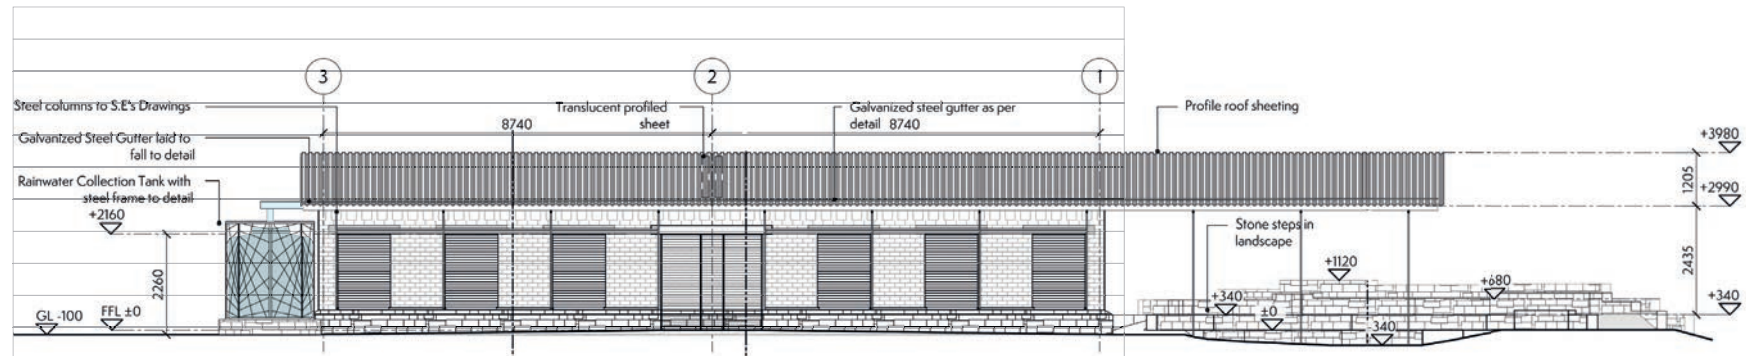 3
2
1
Steel columns to S.E's Drawings
Translucent profiled
sheet
Galvanized steel gutter as per
detail
Profile roof sheeting
8740
8740
+3980
Galvanized Steel Gutter laid to
fall to detail
Rainwater Collection Tank with
steel frame to detail
1205
+2990
+2160
Stone steps in
landscape
2260
2435
+1120
+680
+340
+340
GL -100
FFL ±0
±0
-340